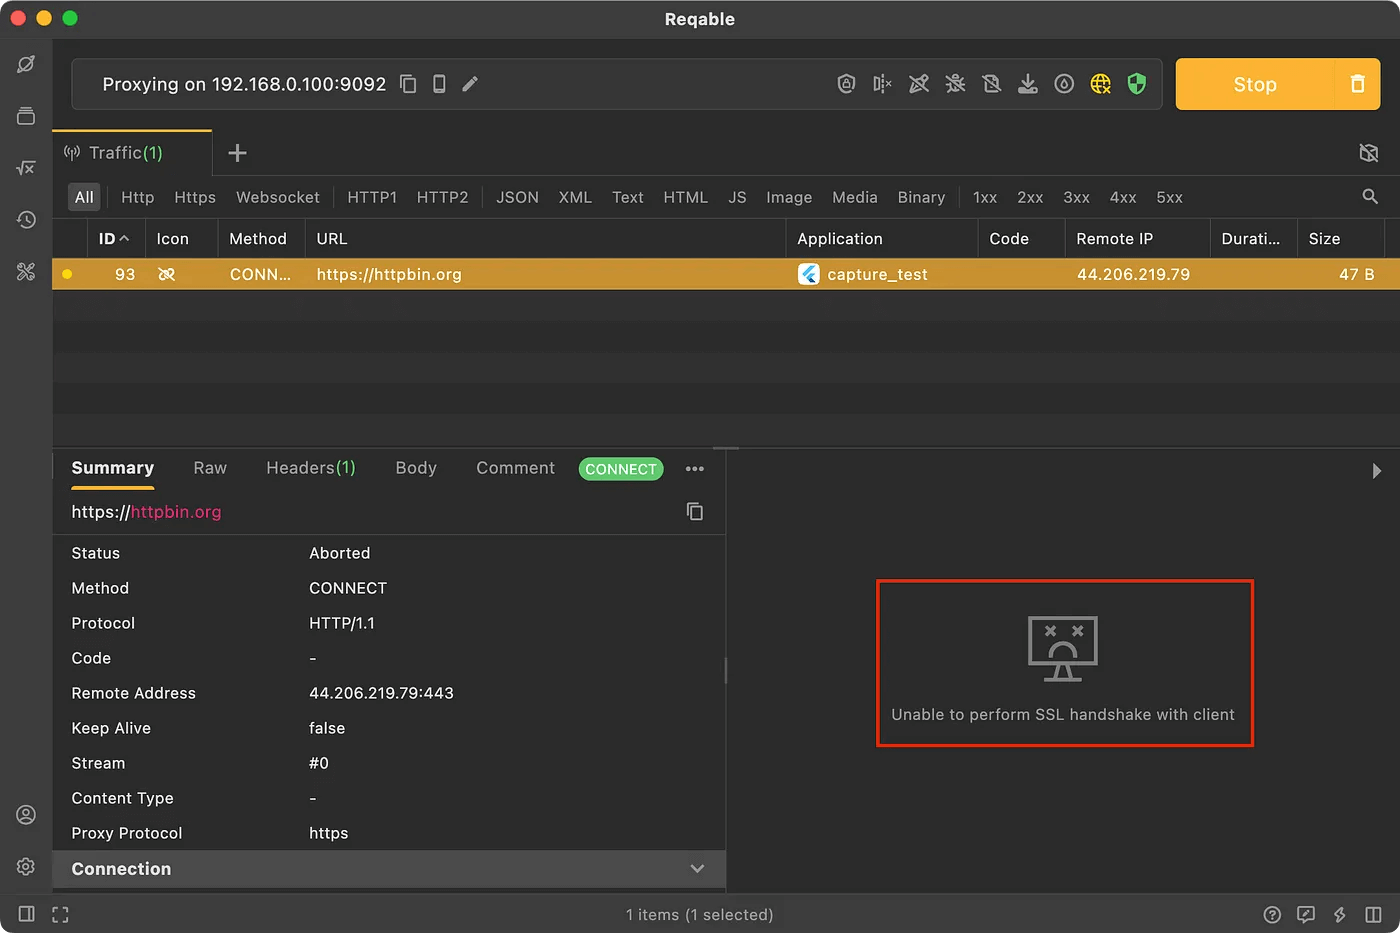 Reqable
Proxying on 192.168.0.100:9092
Stop
Traffic(1)
All Http Https Websocket HTTP1 HTTP2 JSON XML Text HTML JS Image Media Binary 1xx 2xx 3xx 4xx 5xx
ID Icon Method URL Application Code Remote IP Durati... Size
93 CONN... https://httpbin.org capture_test 44.206.219.79 47 B
Summary Raw Headers(1) Body Comment CONNECT
https://httpbin.org
Status Aborted
Method CONNECT
Protocol HTTP/1.1
Code -
Remote Address 44.206.219.79:443
Keep Alive false
Stream #0
Content Type -
Proxy Protocol https
Connection
Unable to perform SSL handshake with client
1 items (1 selected)